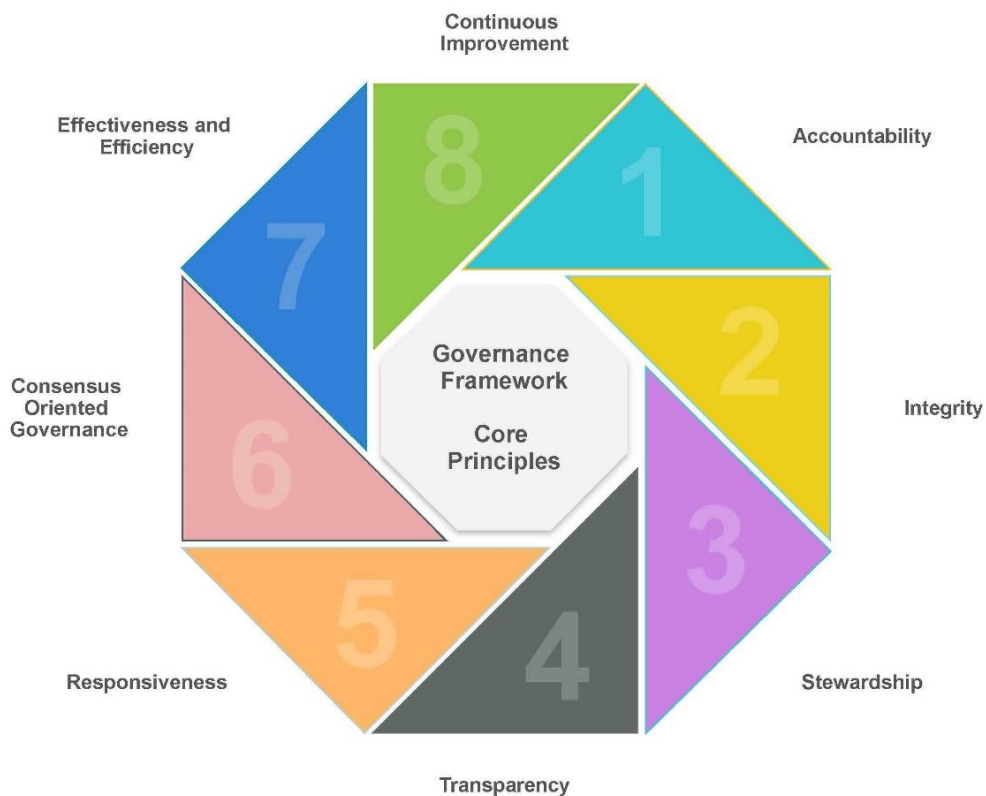 Continuous
Improvement
Effectiveness and
Efficiency
8
1
Accountability
7
2
Governance
Framework
Core
Principles
Consensus
Oriented
Governance
Integrity
6
3
5
4
Responsiveness
Stewardship
Transparency